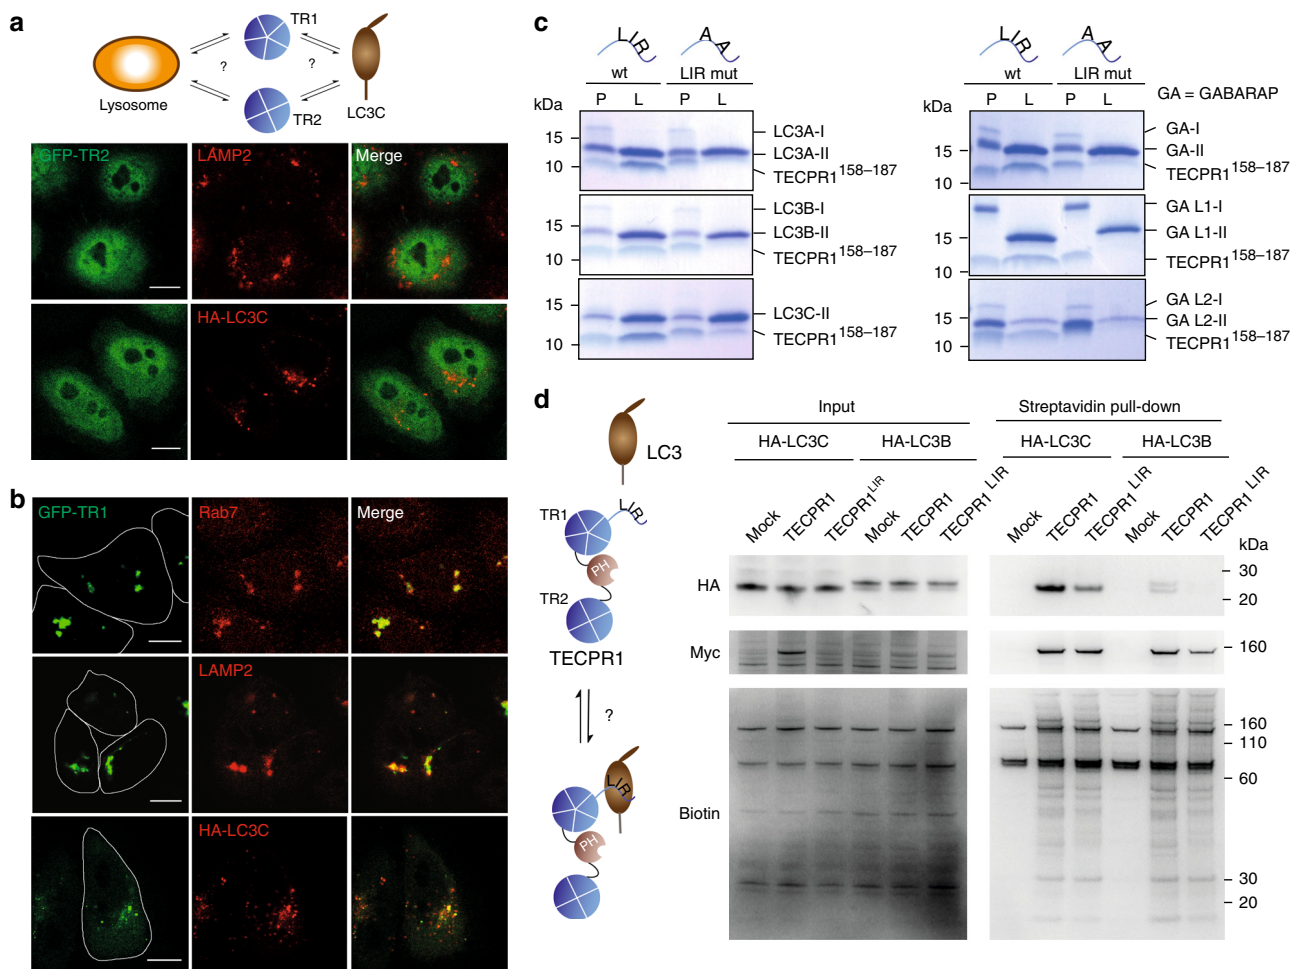 a
TR1
?
?
Lysosome
TR2
LC3C
GFP-TR2
LAMP2
Merge
HA-LC3C
b
GFP-TR1
Rab7
Merge
LAMP2
HA-LC3C
c
LIR
A A
wt
LIR mut
kDa
P L P L
15
10
LC3A-I
LC3A-II
TECPR1158–187
15
10
LC3B-I
LC3B-II
TECPR1158–187
15
10
LC3C-II
TECPR1158–187
LIR
A A
wt
LIR mut
GA = GABARAP
kDa
P L P L
15
10
GA-I
GA-II
TECPR1158–187
15
10
GA L1-I
GA L1-II
TECPR1158–187
15
10
GA L2-I
GA L2-II
TECPR1158–187
d
LC3
TR1
LIR
PH
TR2
TECPR1
?
LIR
PH
Input
Streptavidin pull-down
HA-LC3C
HA-LC3B
HA-LC3C
HA-LC3B
Mock
TECPR1
TECPR1LIR
Mock
TECPR1
TECPR1LIR
Mock
TECPR1
TECPR1LIR
Mock
TECPR1
TECPR1LIR
kDa
HA
30
20
Myc
160
Biotin
160
110
60
30
20